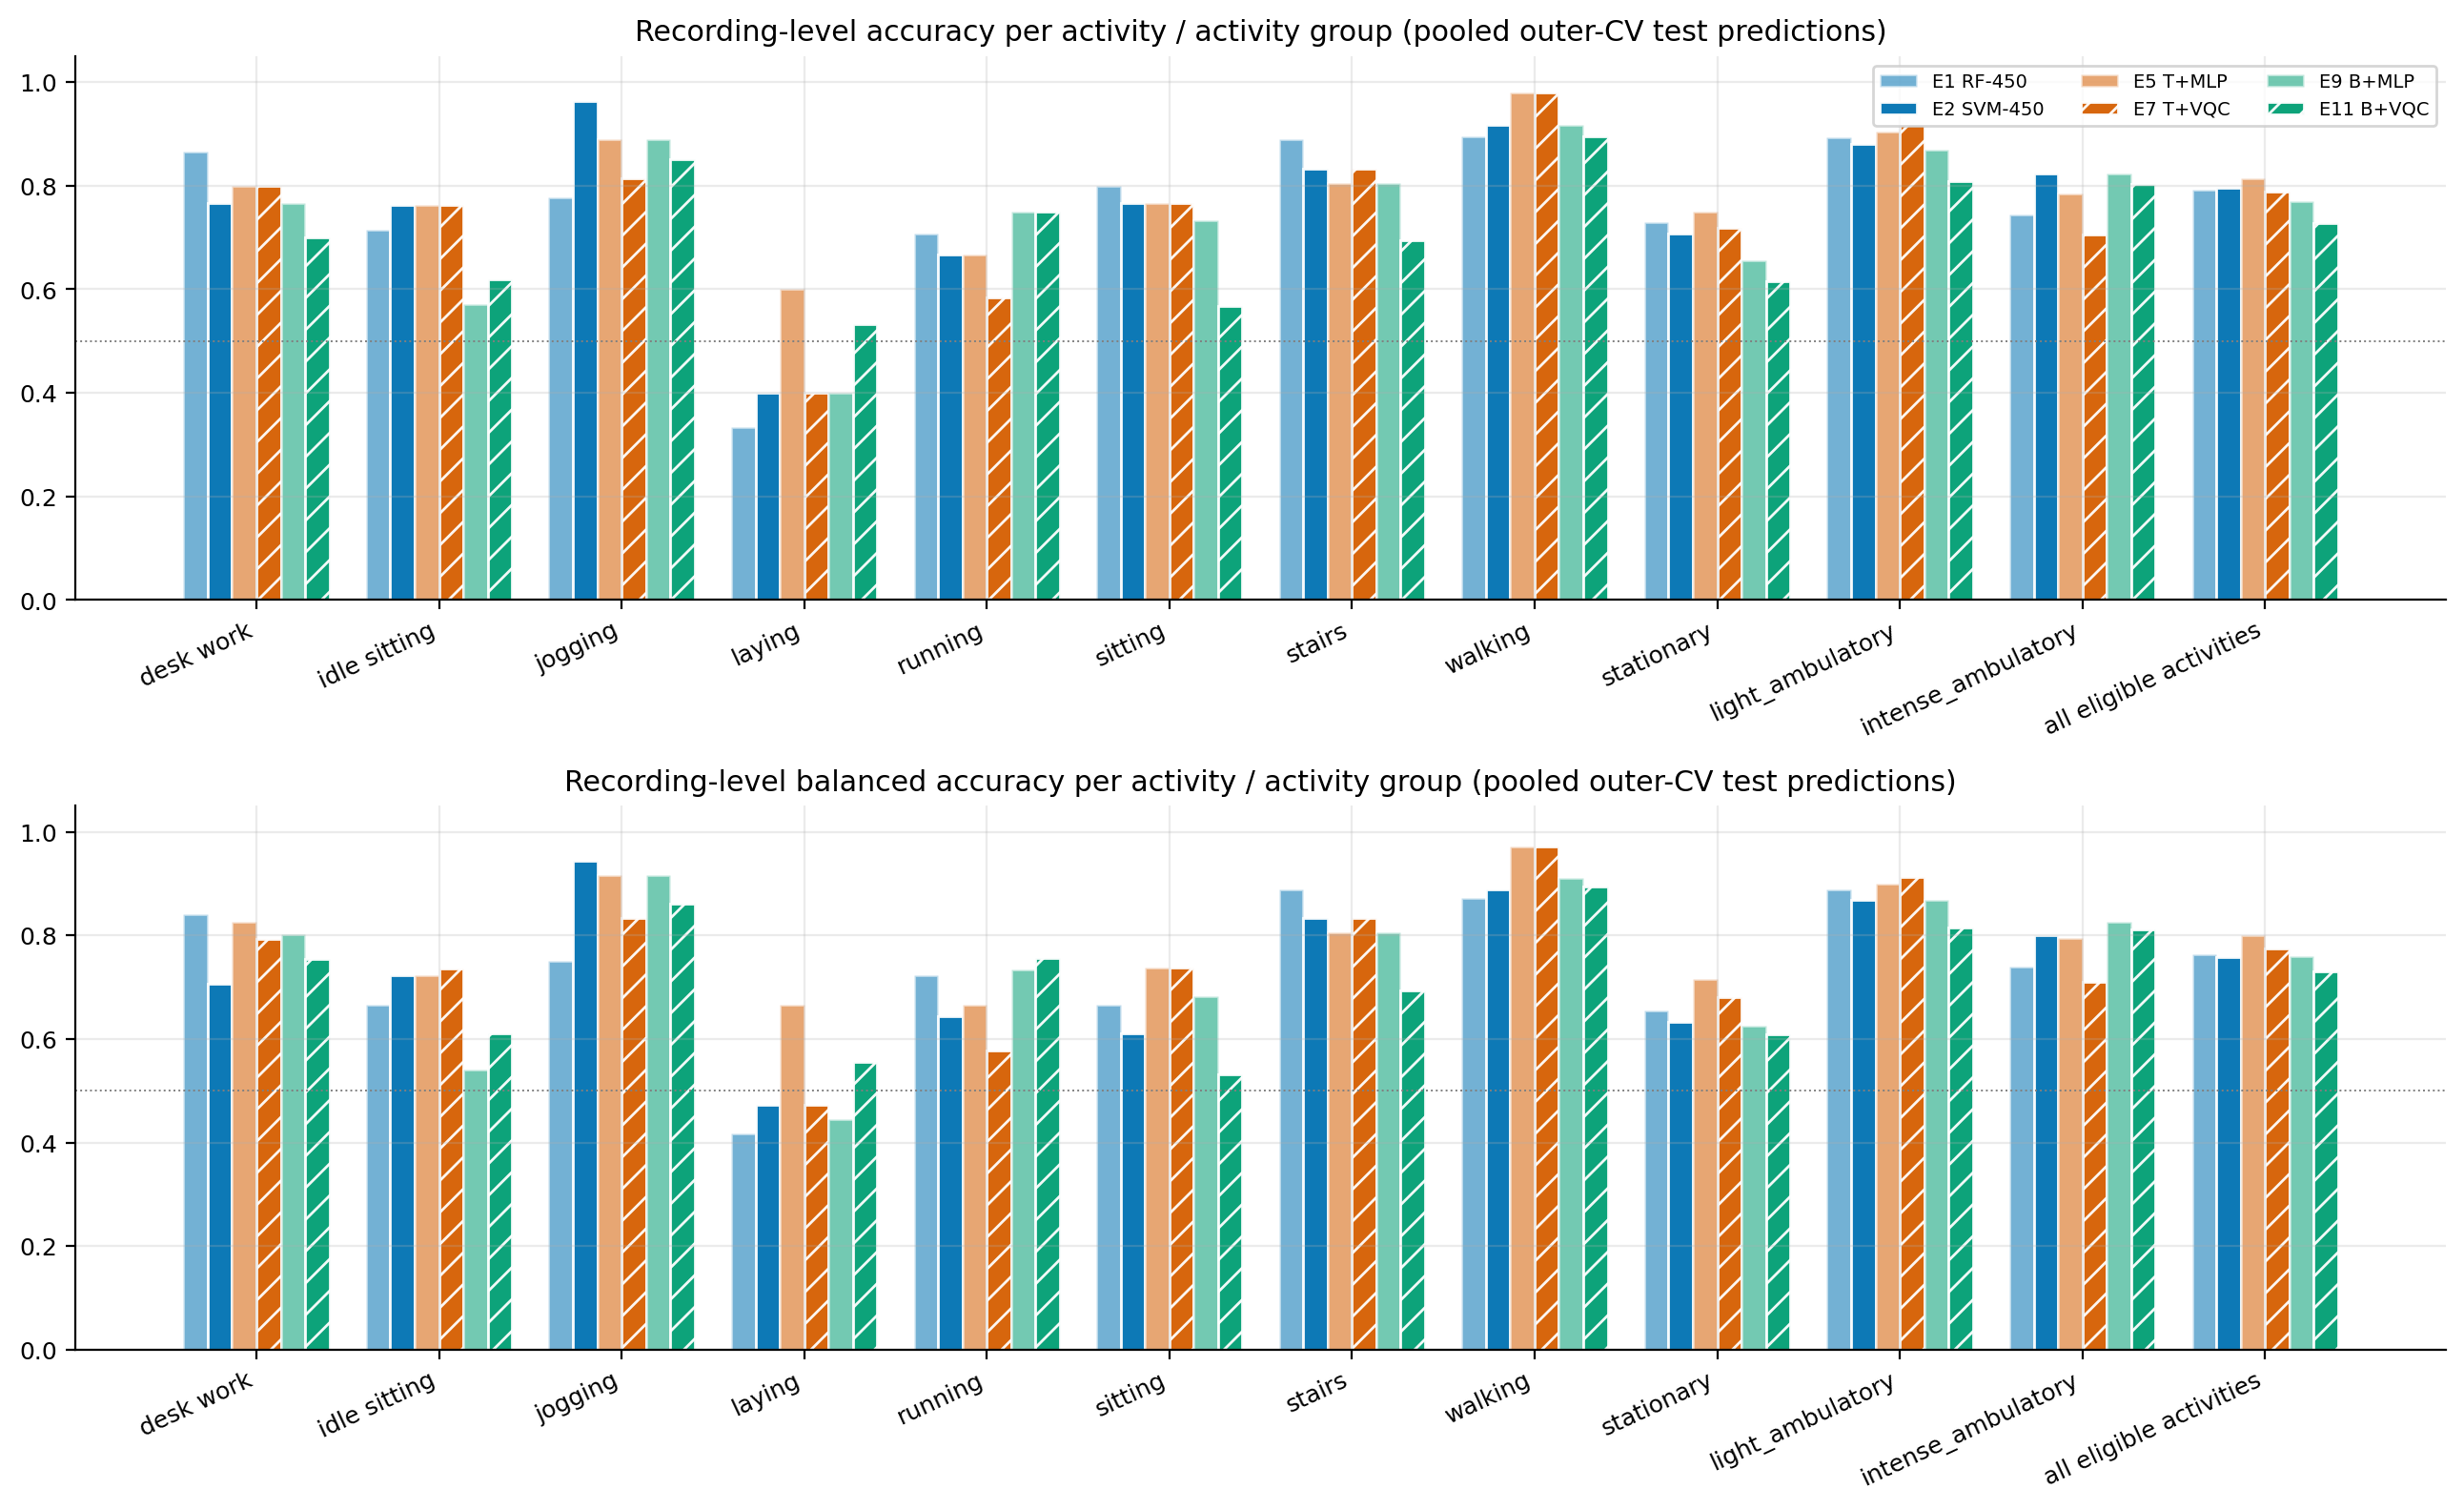 Recording-level accuracy per activity / activity group (pooled outer-CV test predictions)
1.0
0.8
0.6
0.4
0.2
0.0
E1 RF-450 E5 T+MLP E9 B+MLP
E2 SVM-450 E7 T+VQC E11 B+VQC
desk work idle sitting jogging laying running sitting stairs walking stationary light_ambulatory intense_ambulatory all eligible activities
Recording-level balanced accuracy per activity / activity group (pooled outer-CV test predictions)
1.0
0.8
0.6
0.4
0.2
0.0
desk work idle sitting jogging laying running sitting stairs walking stationary light_ambulatory intense_ambulatory all eligible activities